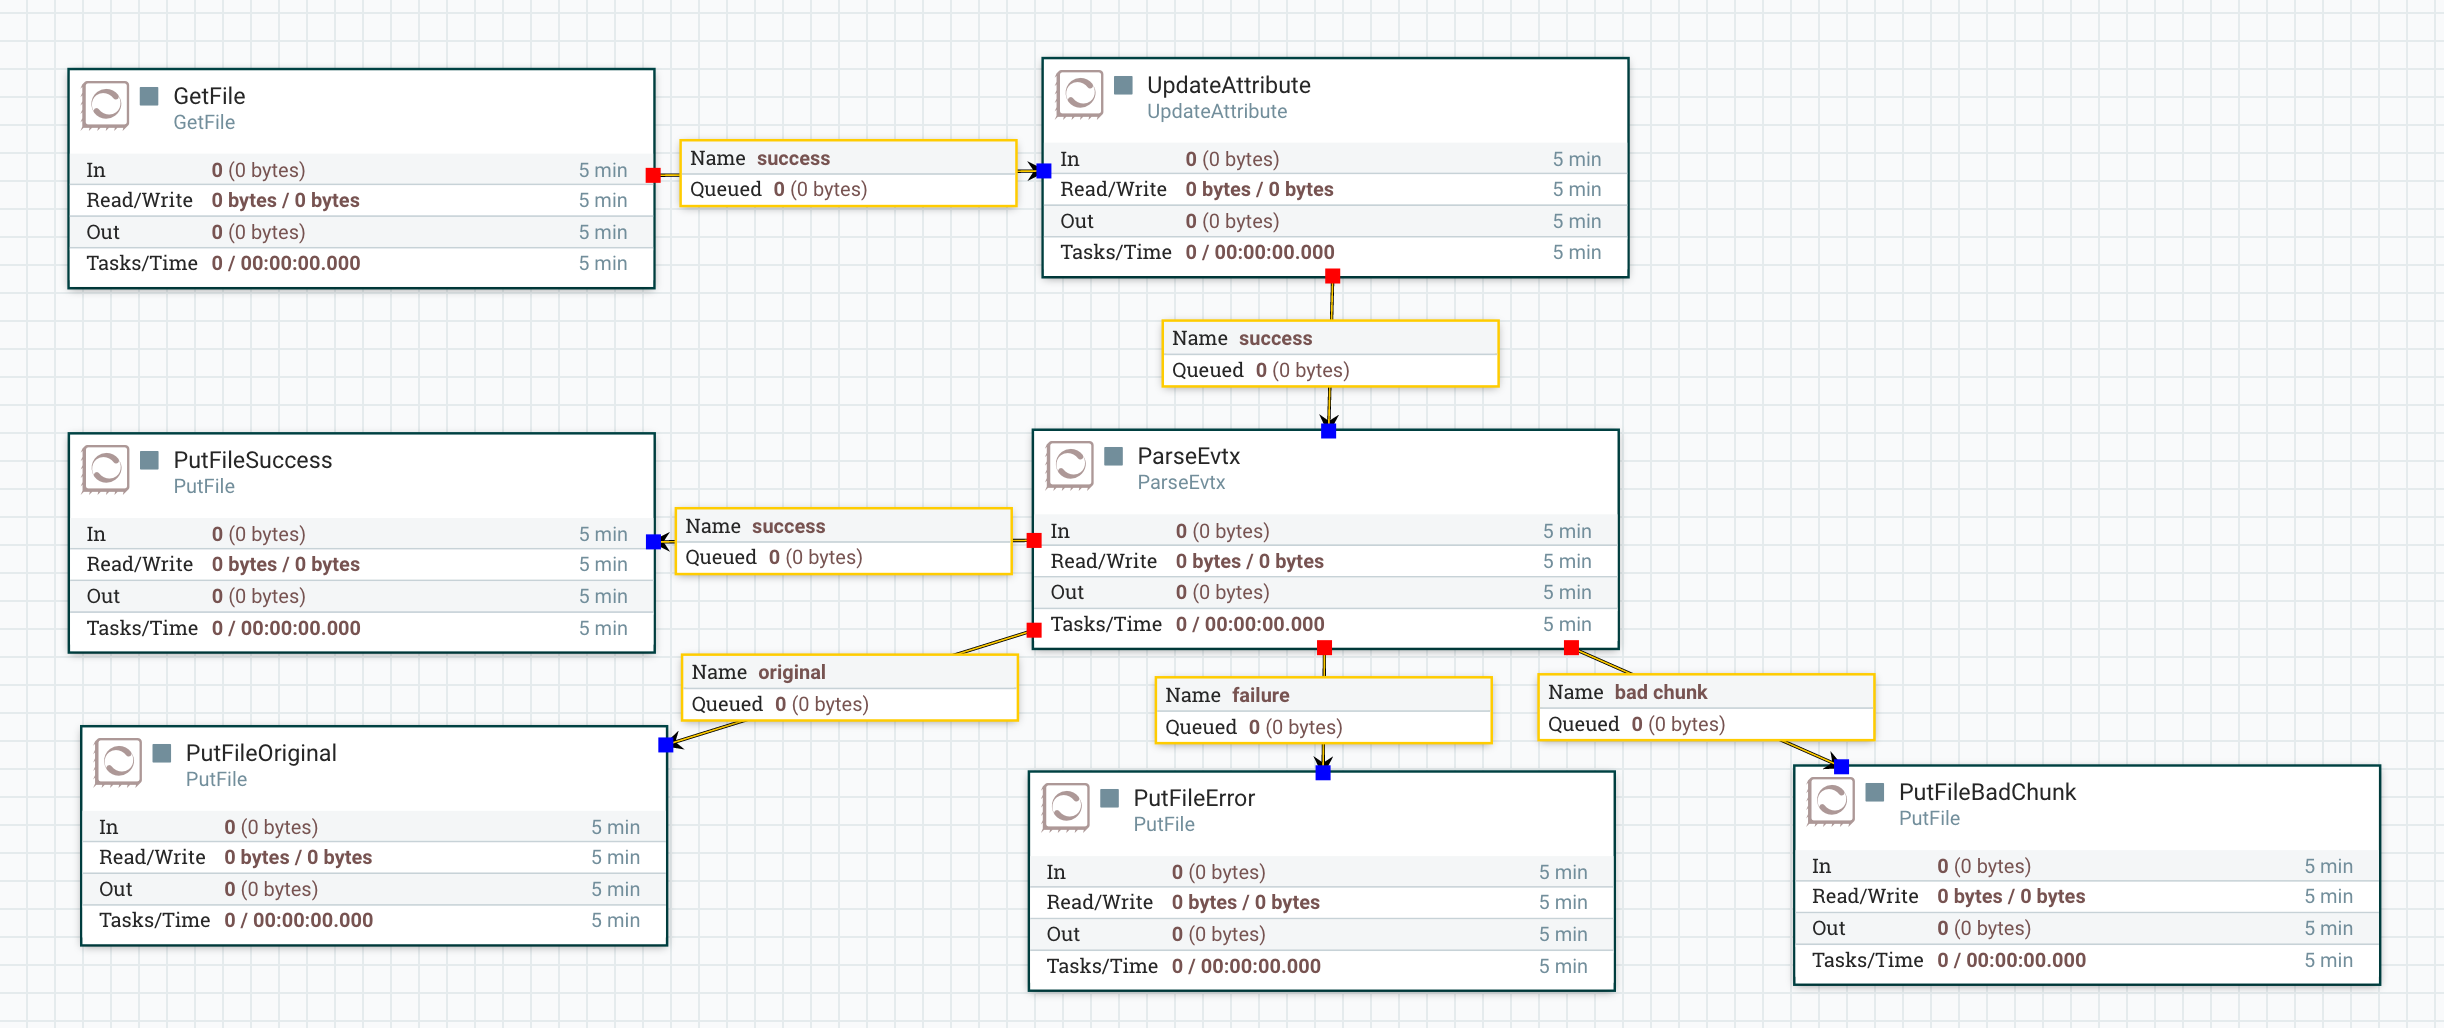 GetFile
GetFile
In 0 (0 bytes) 5 min
Read/Write 0 bytes / 0 bytes 5 min
Out 0 (0 bytes) 5 min
Tasks/Time 0 / 00:00:00.000 5 min
Name success
Queued 0 (0 bytes)
UpdateAttribute
UpdateAttribute
In 0 (0 bytes) 5 min
Read/Write 0 bytes / 0 bytes 5 min
Out 0 (0 bytes) 5 min
Tasks/Time 0 / 00:00:00.000 5 min
Name success
Queued 0 (0 bytes)
PutFileSuccess
PutFile
In 0 (0 bytes) 5 min
Read/Write 0 bytes / 0 bytes 5 min
Out 0 (0 bytes) 5 min
Tasks/Time 0 / 00:00:00.000 5 min
Name success
Queued 0 (0 bytes)
ParseEvtx
ParseEvtx
In 0 (0 bytes) 5 min
Read/Write 0 bytes / 0 bytes 5 min
Out 0 (0 bytes) 5 min
Tasks/Time 0 / 00:00:00.000 5 min
Name original
Queued 0 (0 bytes)
Name failure
Queued 0 (0 bytes)
Name bad chunk
Queued 0 (0 bytes)
PutFileOriginal
PutFile
In 0 (0 bytes) 5 min
Read/Write 0 bytes / 0 bytes 5 min
Out 0 (0 bytes) 5 min
Tasks/Time 0 / 00:00:00.000 5 min
PutFileError
PutFile
In 0 (0 bytes) 5 min
Read/Write 0 bytes / 0 bytes 5 min
Out 0 (0 bytes) 5 min
Tasks/Time 0 / 00:00:00.000 5 min
PutFileBadChunk
PutFile
In 0 (0 bytes) 5 min
Read/Write 0 bytes / 0 bytes 5 min
Out 0 (0 bytes) 5 min
Tasks/Time 0 / 00:00:00.000 5 min